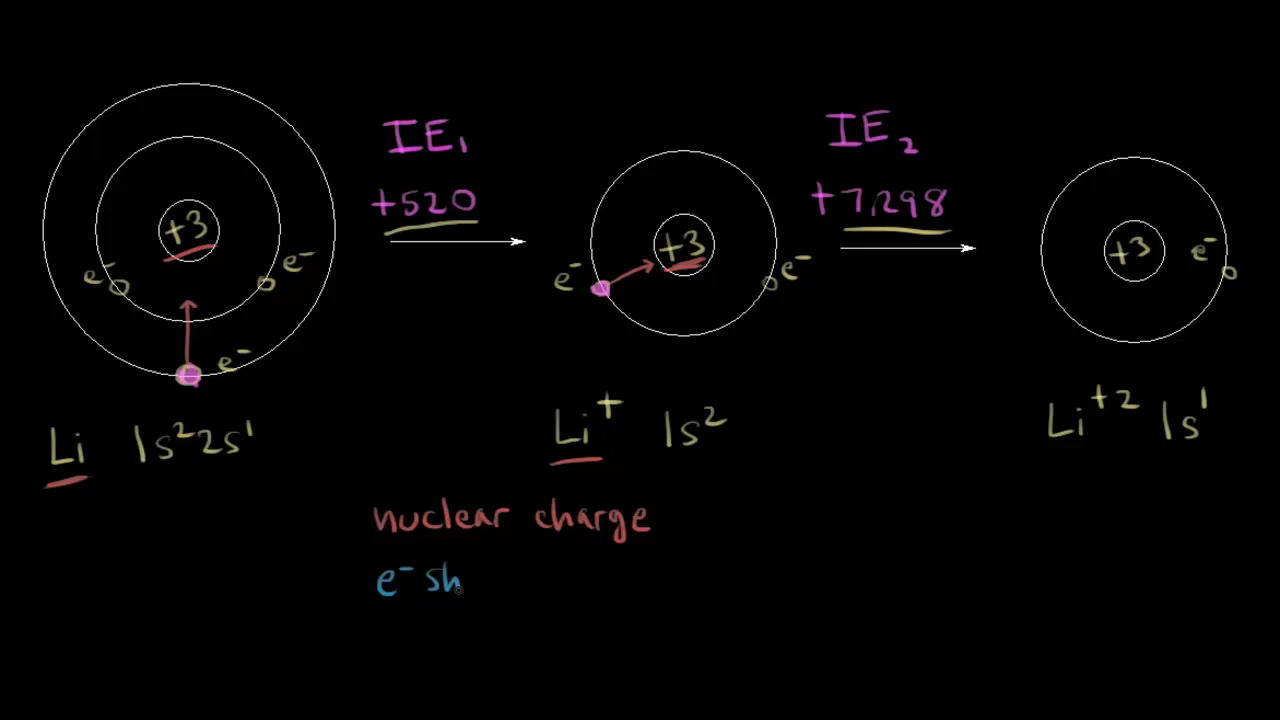 IE₁
IE₂
+520
+7,298
+3
e⁻
e⁻
e⁻
+3
e⁻
e⁻
+3
e⁻
Li 1s²2s¹
Li⁺ 1s²
Li⁺² 1s¹
nuclear charge
e⁻ sh